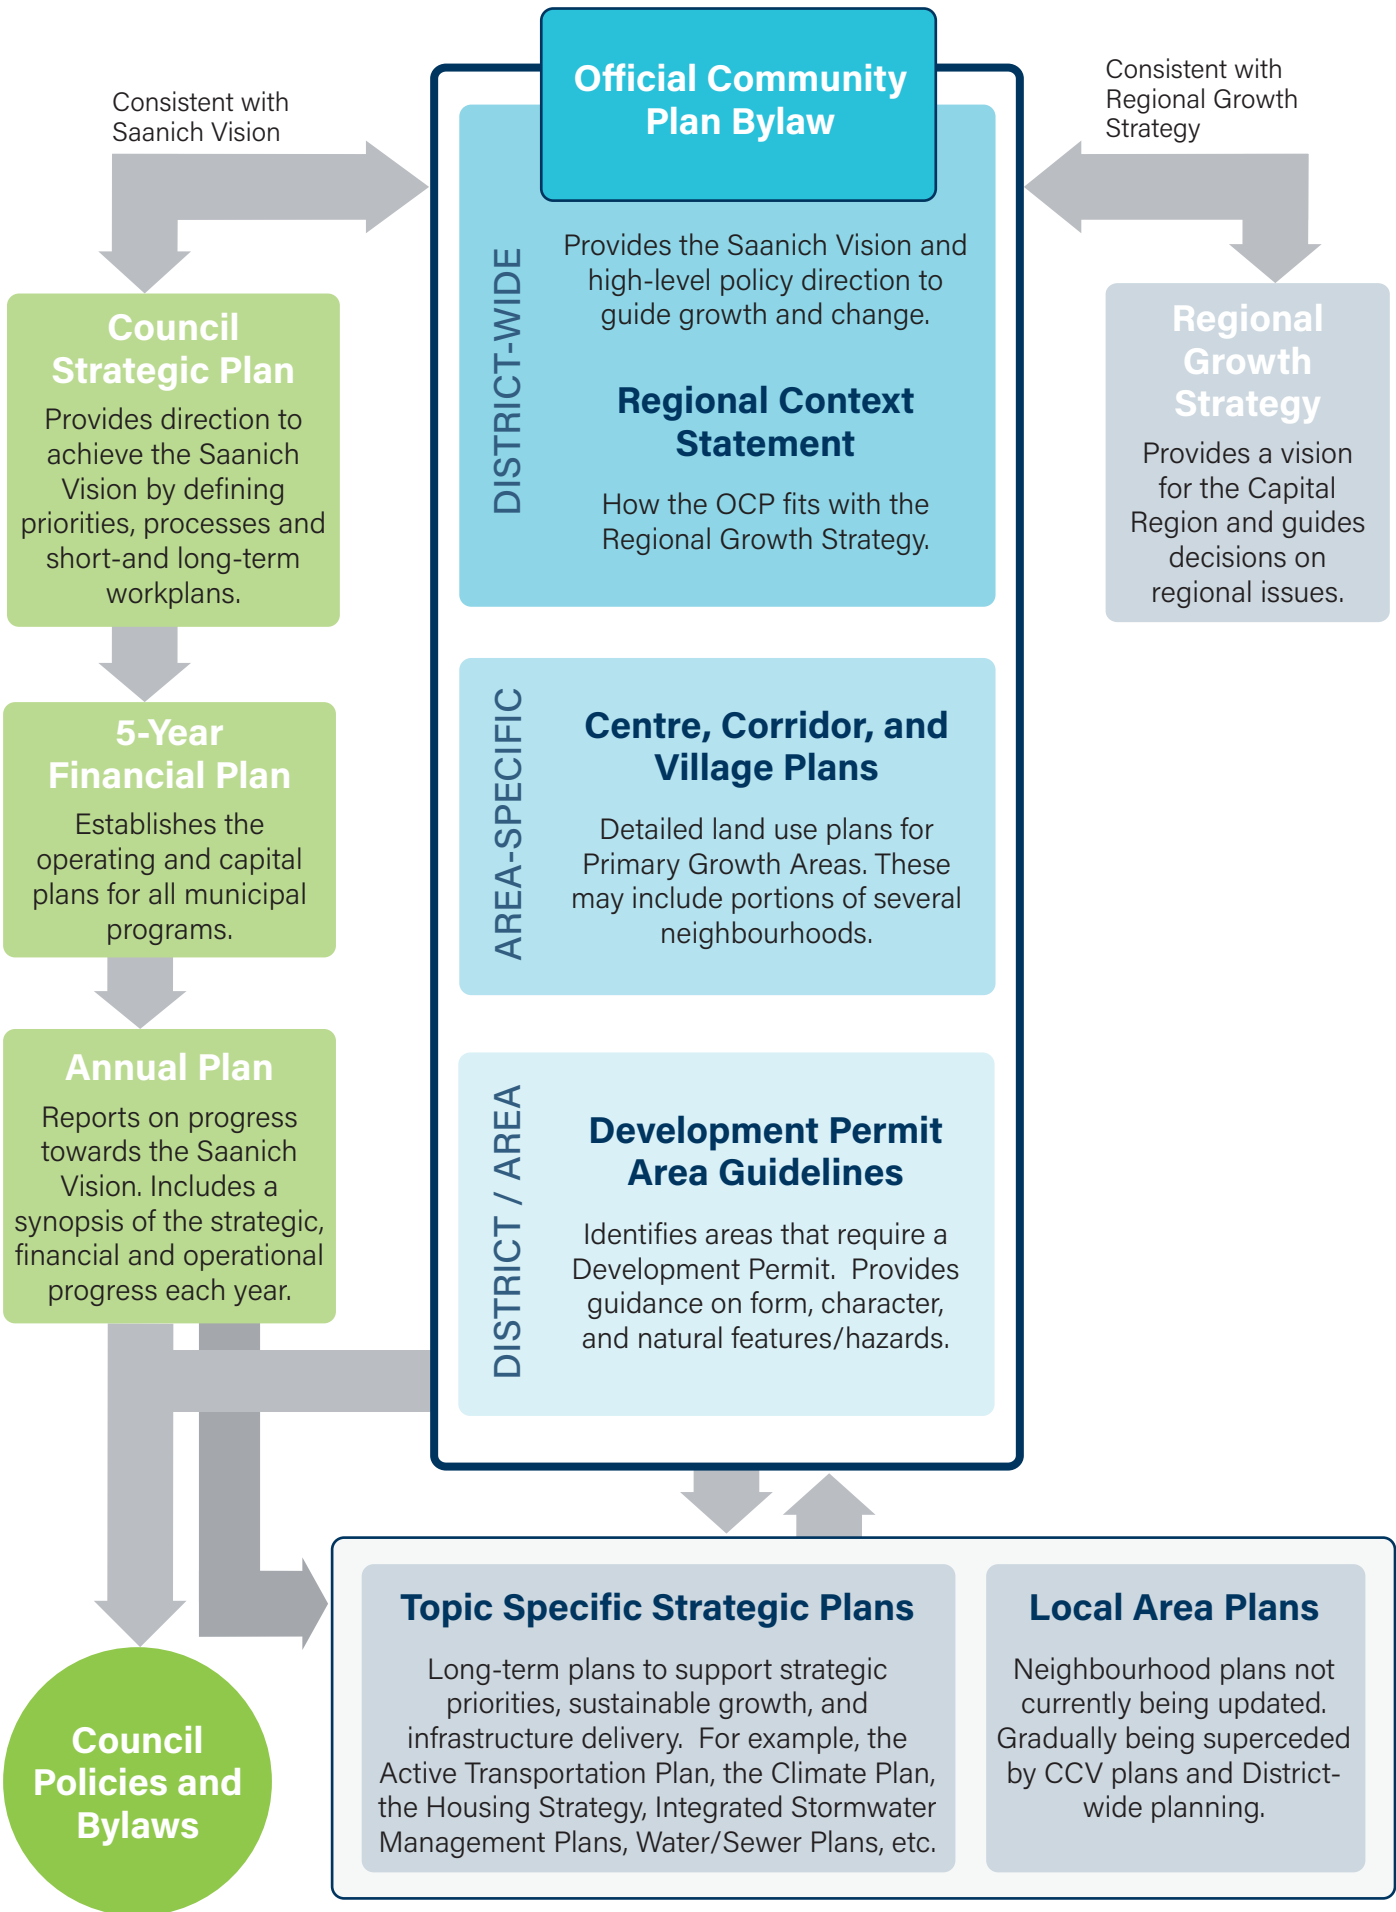 Official Community
Plan Bylaw
Consistent with
Saanich Vision
Consistent with
Regional Growth
Strategy
DISTRICT-WIDE
Provides the Saanich Vision and
high-level policy direction to
guide growth and change.
Regional Context
Statement
How the OCP fits with the
Regional Growth Strategy.
Council
Strategic Plan
Provides direction to
achieve the Saanich
Vision by defining
priorities, processes and
short-and long-term
workplans.
Regional
Growth
Strategy
Provides a vision
for the Capital
Region and guides
decisions on
regional issues.
5-Year
Financial Plan
Establishes the
operating and capital
plans for all municipal
programs.
AREA-SPECIFIC
Centre, Corridor, and
Village Plans
Detailed land use plans for
Primary Growth Areas. These
may include portions of several
neighbourhoods.
Annual Plan
Reports on progress
towards the Saanich
Vision. Includes a
synopsis of the strategic,
financial and operational
progress each year.
DISTRICT / AREA
Development Permit
Area Guidelines
Identifies areas that require a
Development Permit.  Provides
guidance on form, character,
and natural features/hazards.
Topic Specific Strategic Plans
Long-term plans to support strategic
priorities, sustainable growth, and
infrastructure delivery.  For example, the
Active Transportation Plan, the Climate Plan,
the Housing Strategy, Integrated Stormwater
Management Plans, Water/Sewer Plans, etc.
Local Area Plans
Neighbourhood plans not
currently being updated.
Gradually being superceded
by CCV plans and District-
wide planning.
Council
Policies and
Bylaws